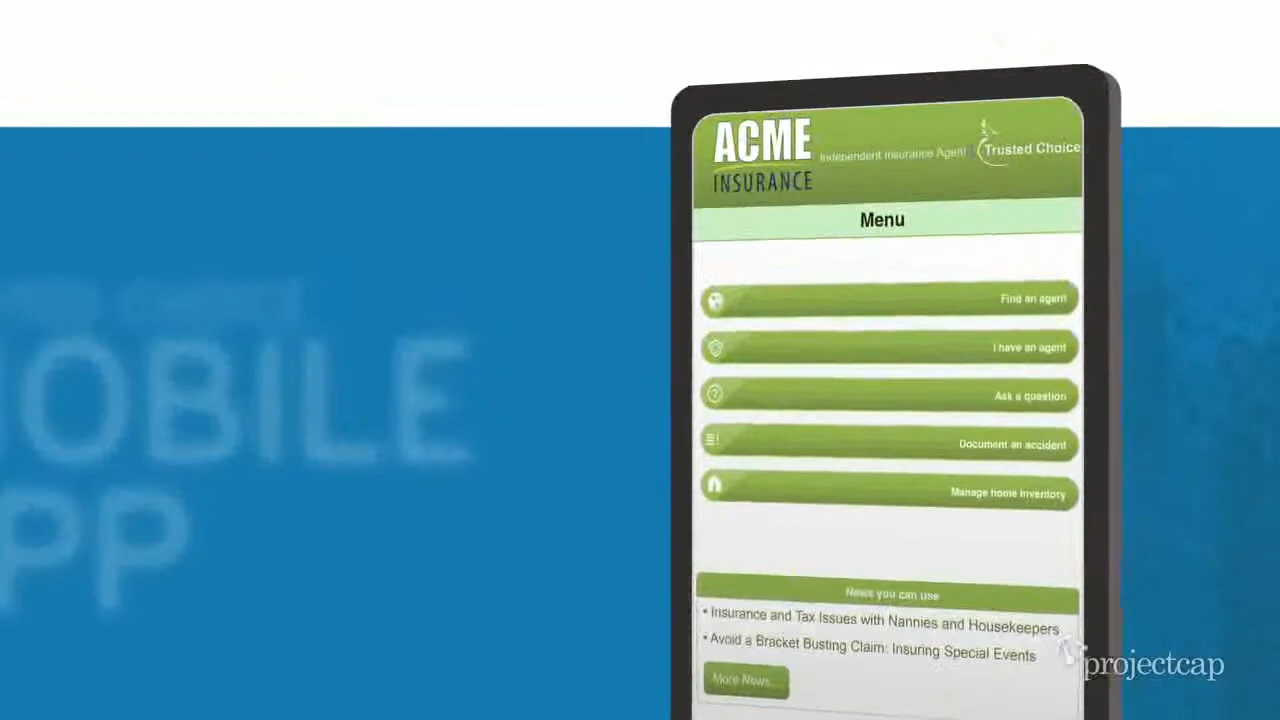 OBILE
PP
ACME
INSURANCE
Independent Insurance Agent | Trusted Choice
Menu
Find an agent
I have an agent
Ask a question
Document an accident
Manage home inventory
News you can use
• Insurance and Tax Issues with Nannies and Housekeepers
• Avoid a Bracket Busting Claim: Insuring Special Events
More News...
projectcap